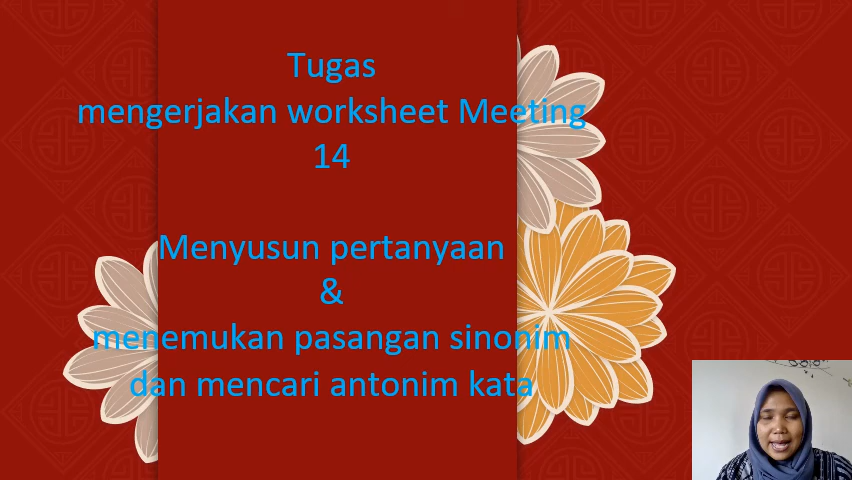 Tugas
mengerjakan worksheet Meeting
14
Menyusun pertanyaan
&
menemukan pasangan sinonim
dan mencari antonim kata